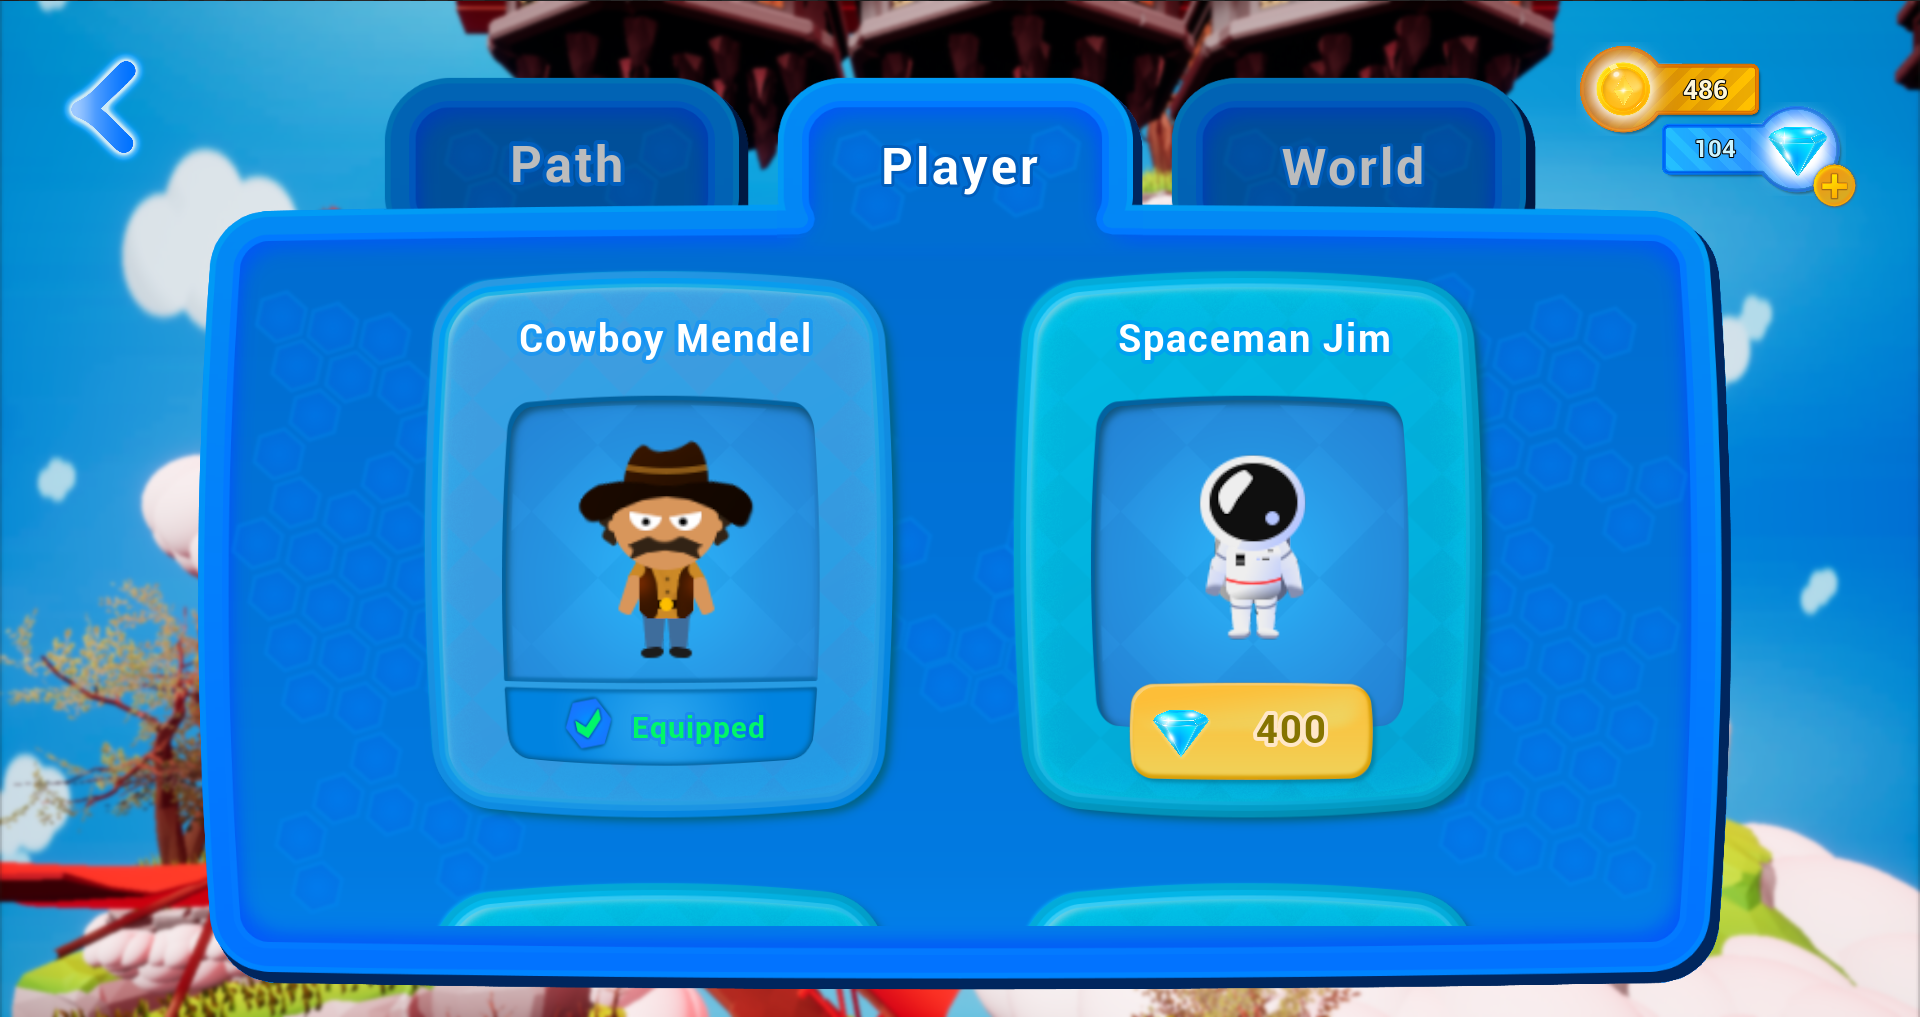 486
104
Path
Player
World
Cowboy Mendel
Spaceman Jim
Equipped
400